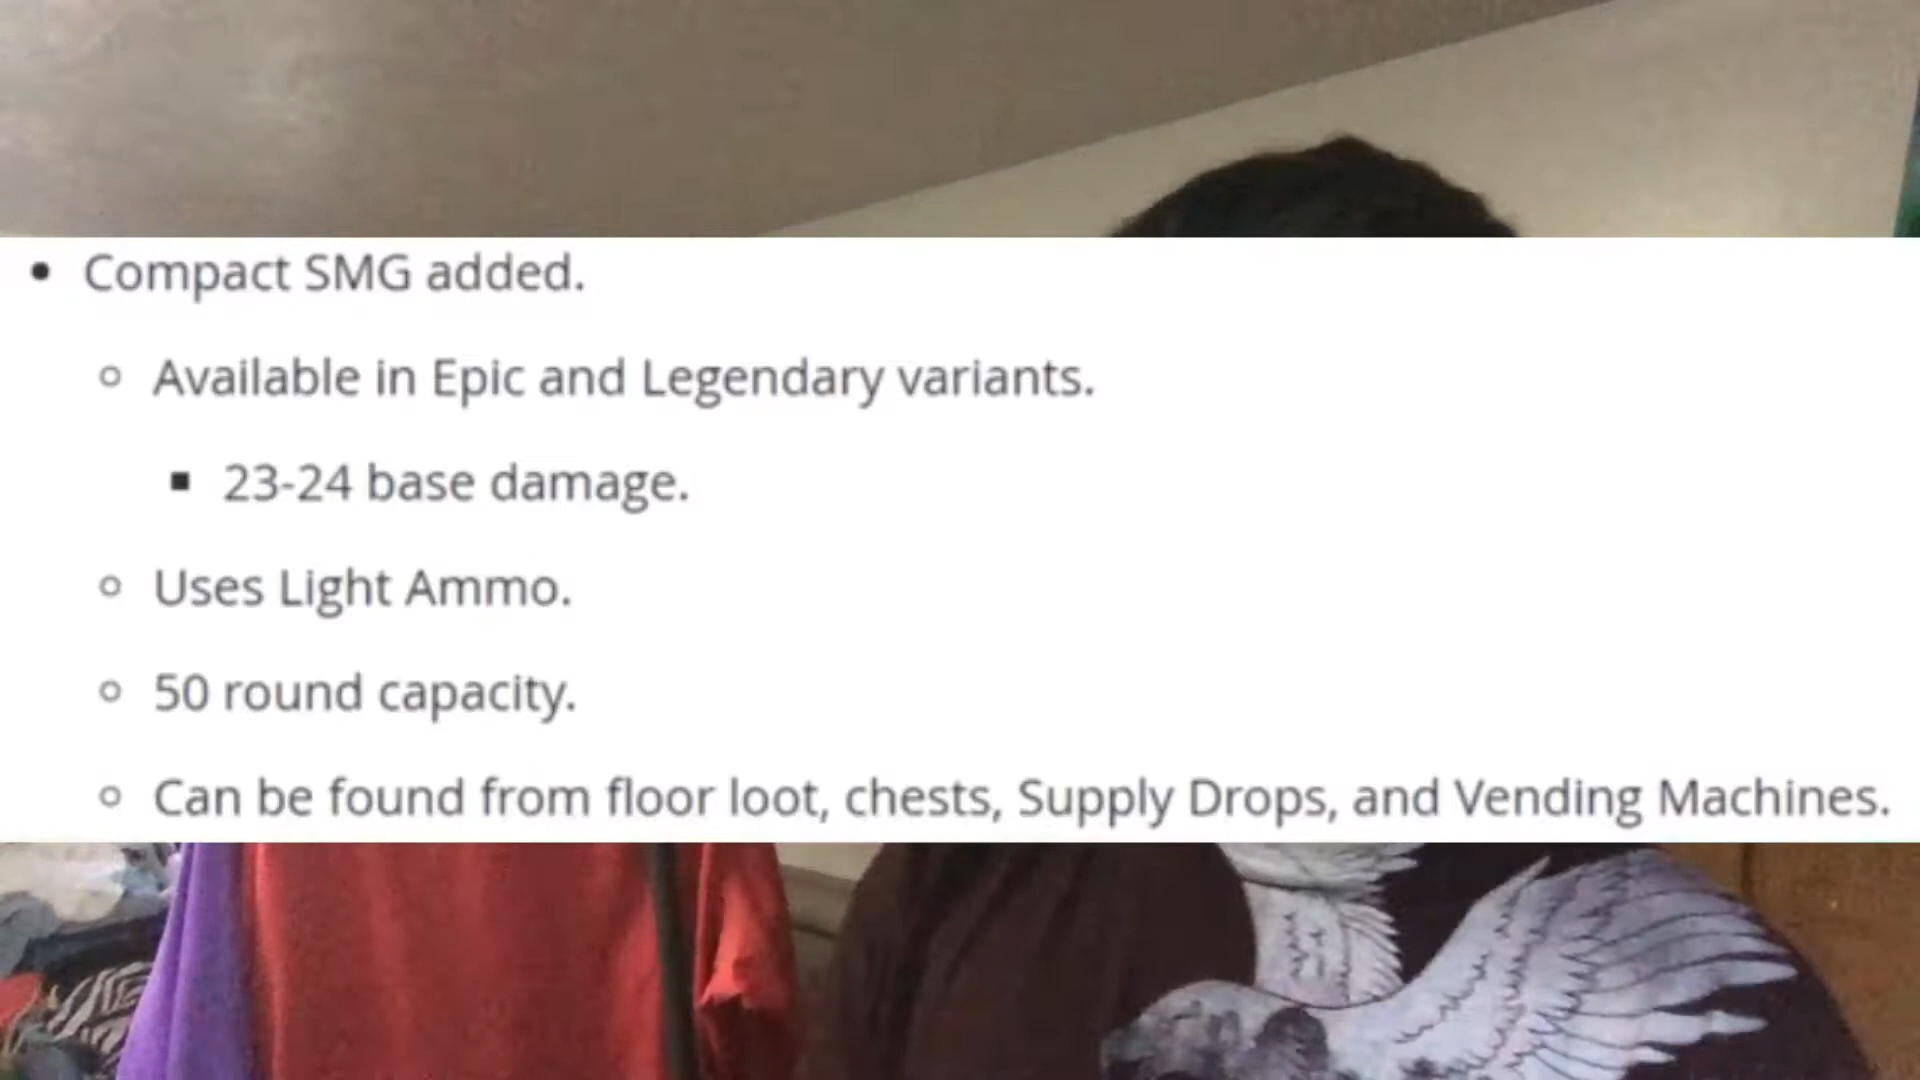 Compact SMG added.
Available in Epic and Legendary variants.
23-24 base damage.
Uses Light Ammo.
50 round capacity.
Can be found from floor loot, chests, Supply Drops, and Vending Machines.